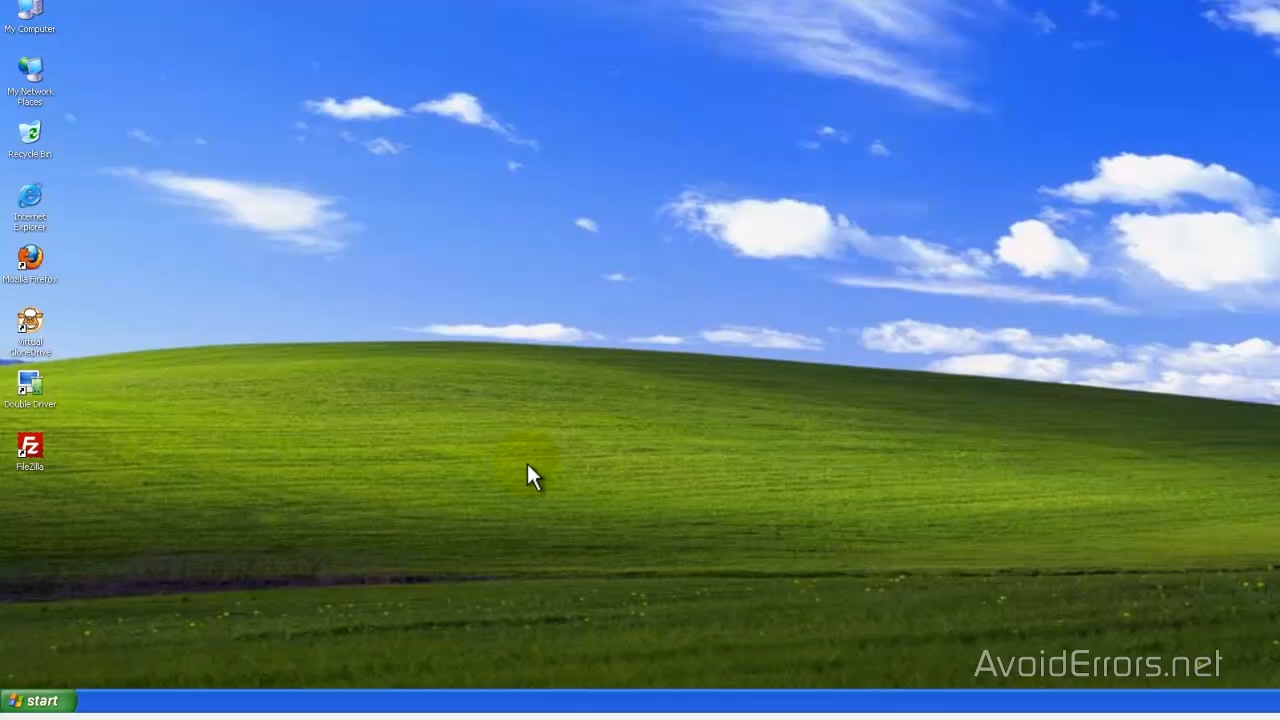 My Computer
My Network
Places
Recycle Bin
Internet
Explorer
Mozilla Firefox
Virtual
CloneDrive
Double Driver
Fz
FileZilla
AvoidErrors.net
start